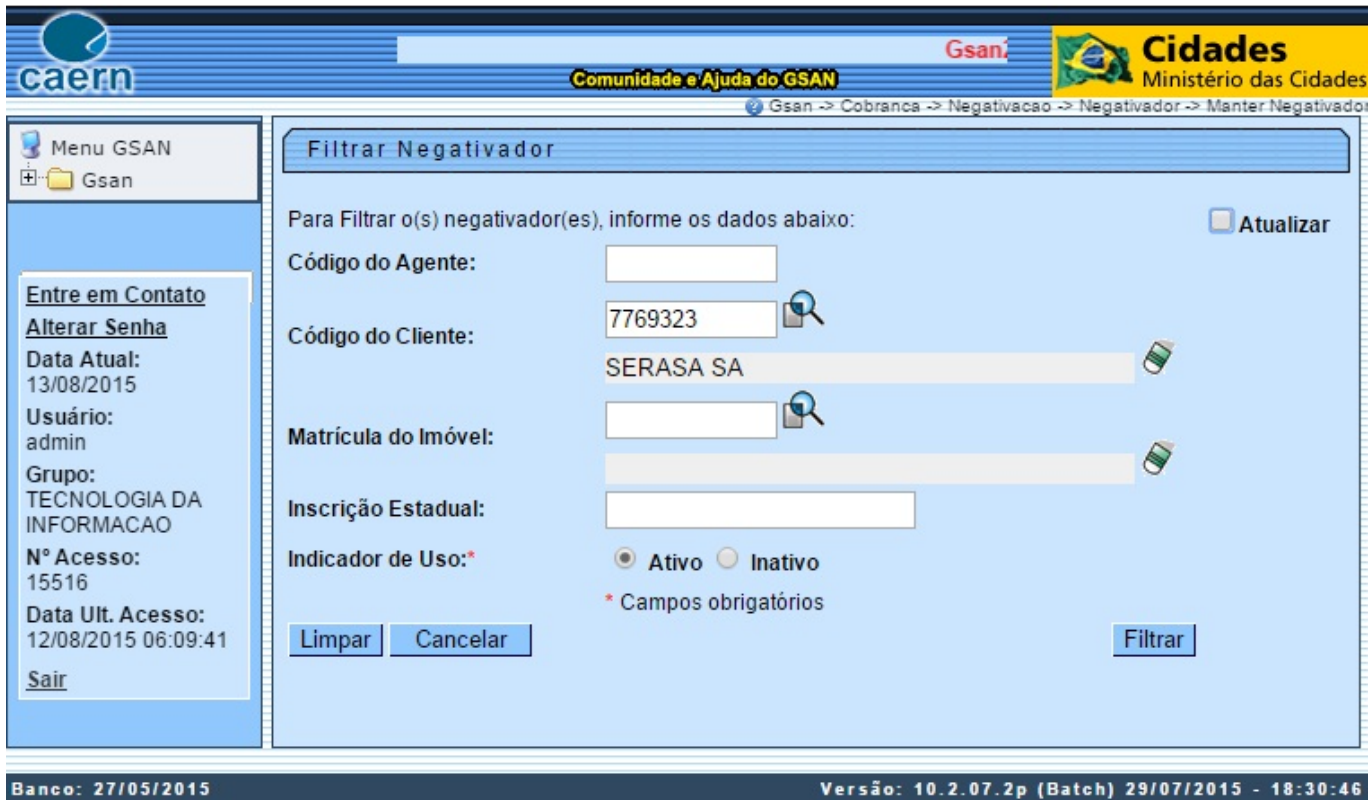 caern
Gsan2
Comunidade e Ajuda do GSAN
Cidades
Ministério das Cidades
Gsan -> Cobranca -> Negativacao -> Negativador -> Manter Negativador
Menu GSAN
Gsan
Entre em Contato
Alterar Senha
Data Atual:
13/08/2015
Usuário:
admin
Grupo:
TECNOLOGIA DA
INFORMACAO
Nº Acesso:
15516
Data Ult. Acesso:
12/08/2015 06:09:41
Sair
Filtrar Negativador
Para Filtrar o(s) negativador(es), informe os dados abaixo:
Atualizar
Código do Agente:
Código do Cliente:
7769323
SERASA SA
Matrícula do Imóvel:
Inscrição Estadual:
Indicador de Uso:* Ativo Inativo
* Campos obrigatórios
Limpar Cancelar Filtrar
Banco: 27/05/2015 Versão: 10.2.07.2p (Batch) 29/07/2015 - 18:30:46